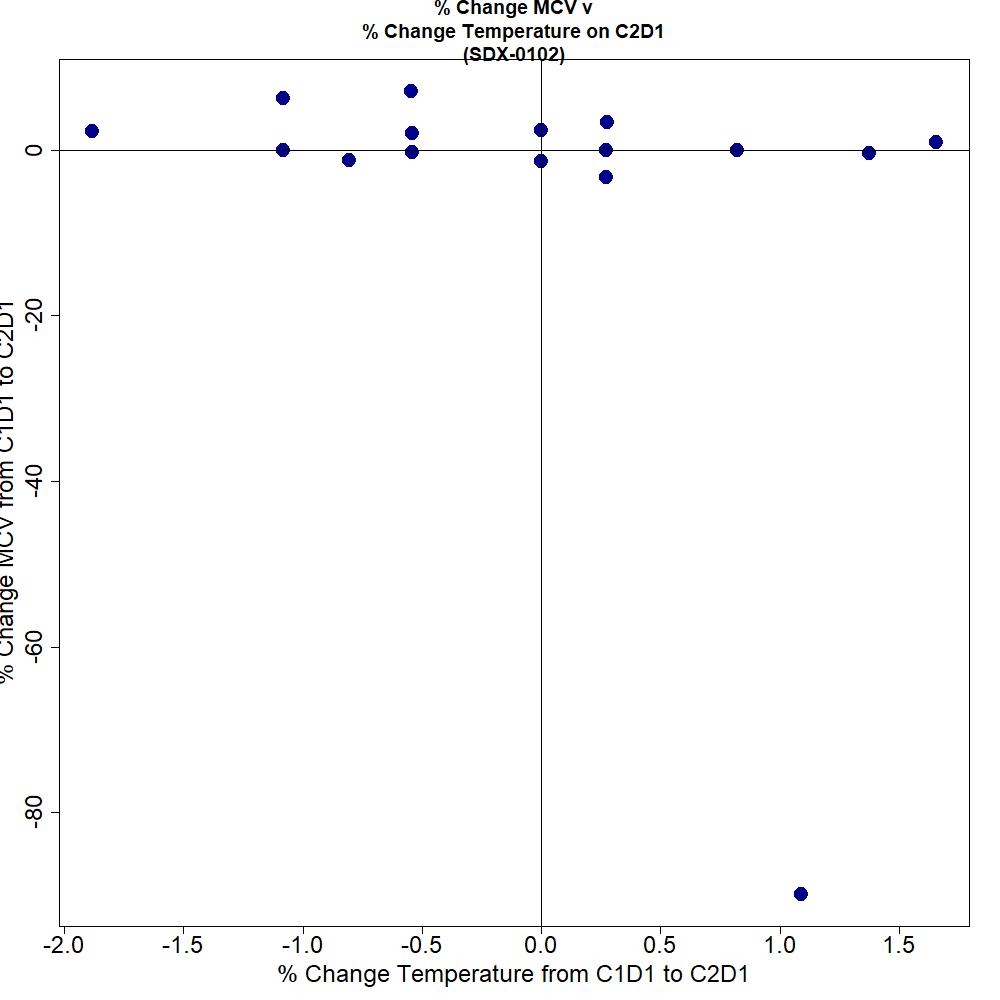 % Change MCV v
% Change Temperature on C2D1
(SDX-0102)
% Change MCV from C1D1 to C2D1
0
-20
-40
-60
-80
-2.0 -1.5 -1.0 -0.5 0.0 0.5 1.0 1.5
% Change Temperature from C1D1 to C2D1